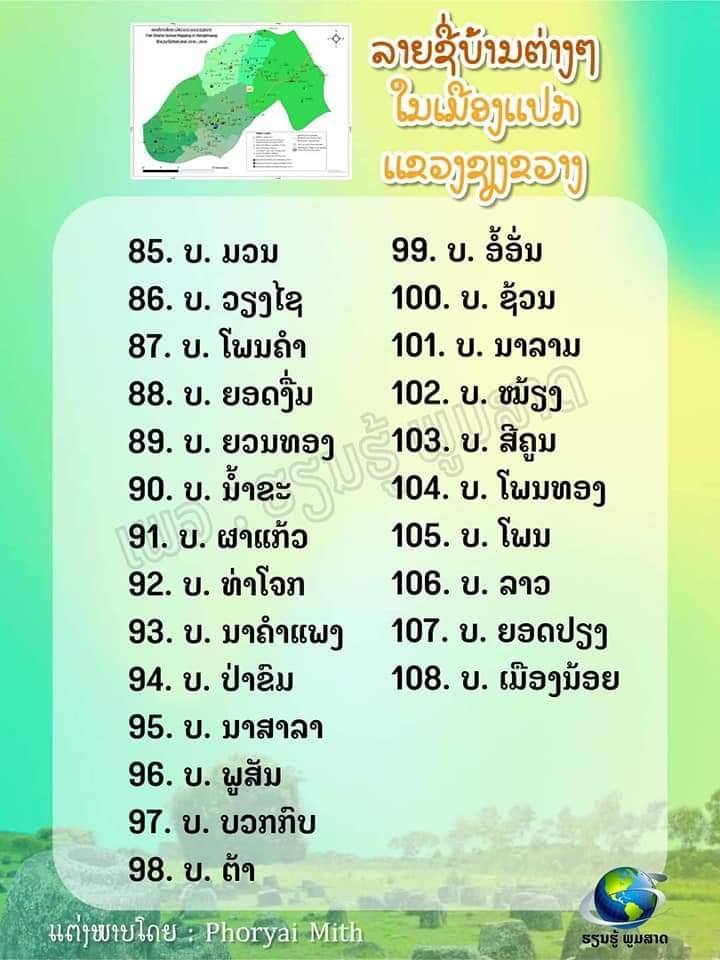 ລາຍຊື່ບ້ານຕ່າງໆ
ໃນເມືອງແປກ
ແຂວງຊຽງຂວາງ
85. ບ. ມວນ
86. ບ. ວຽງໄຊ
87. ບ. ໂພນຄຳ
88. ບ. ຍອດງື່ມ
89. ບ. ຍວນທອງ
90. ບ. ນ້ຳຂະ
91. ບ. ຜາແກ້ວ
92. ບ. ທ່າໂຈກ
93. ບ. ນາຄຳແພງ
94. ບ. ປ່າຂົມ
95. ບ. ນາສາລາ
96. ບ. ພູສັນ
97. ບ. ບວກກົບ
98. ບ. ຕ້າ
99. ບ. ອໍ້ອັ່ນ
100. ບ. ຊ້ວນ
101. ບ. ນາລາມ
102. ບ. ໝ້ຽງ
103. ບ. ສີຄູນ
104. ບ. ໂພນທອງ
105. ບ. ໂພນ
106. ບ. ລາວ
107. ບ. ຍອດປຽງ
108. ບ. ເມືອງນ້ອຍ
ເພຈ : ຮຽນຮູ້ ພູມສາດ
ແຕ່ງພາບໂດຍ : Phoryai Mith
ຮຽນຮູ້ ພູມສາດ